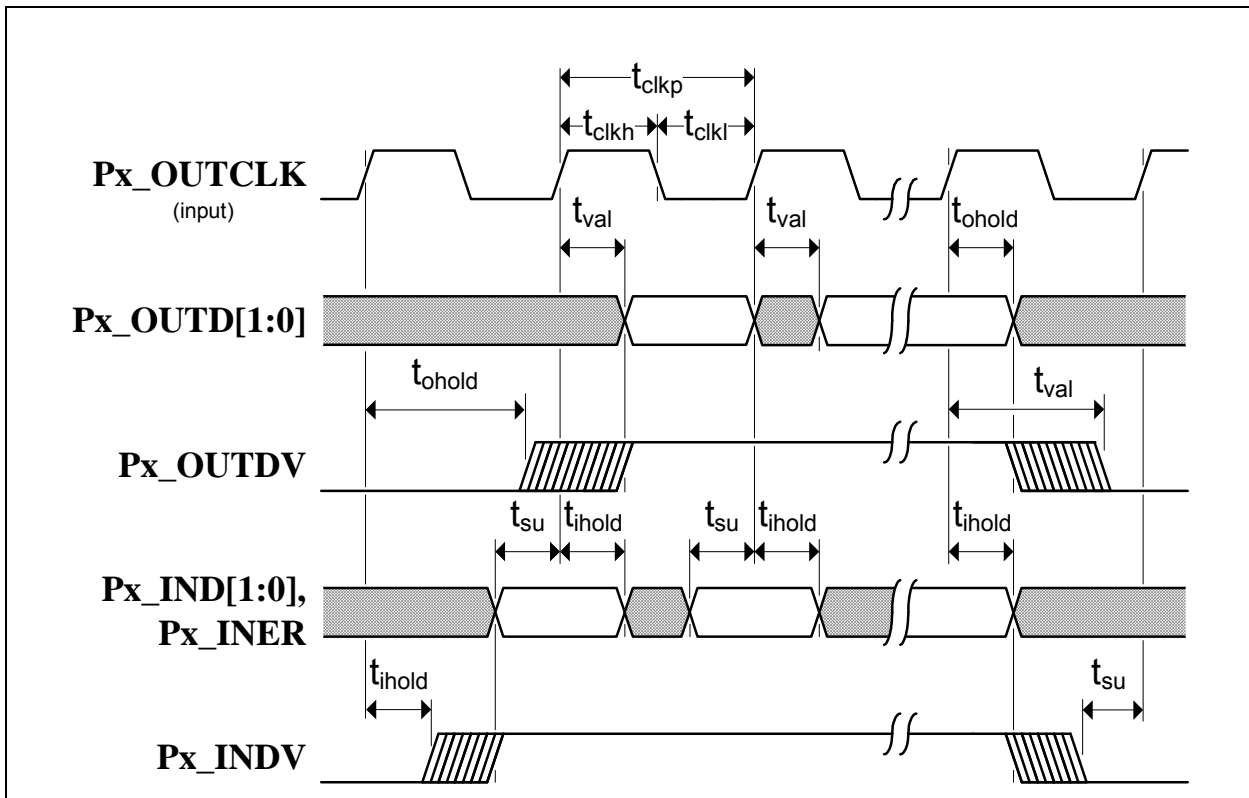 tclkp
tclkh tclkl
Px_OUTCLK
(input)
tval tval tohold
Px_OUTD[1:0]
tohold tval
Px_OUTDV
tsu tihold tsu tihold tihold
Px_IND[1:0],
Px_INER
tihold tsu
Px_INDV